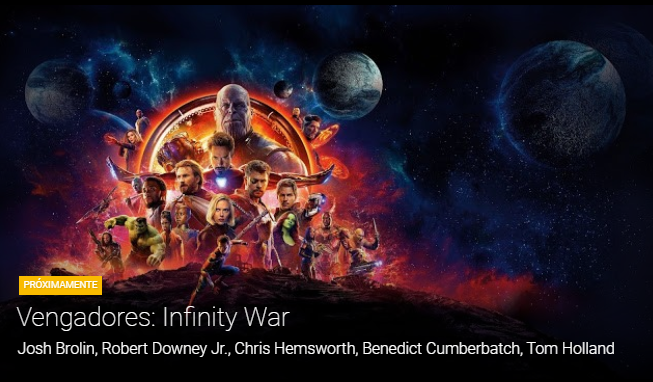 PRÓXIMAMENTE
Vengadores: Infinity War
Josh Brolin, Robert Downey Jr., Chris Hemsworth, Benedict Cumberbatch, Tom Holland